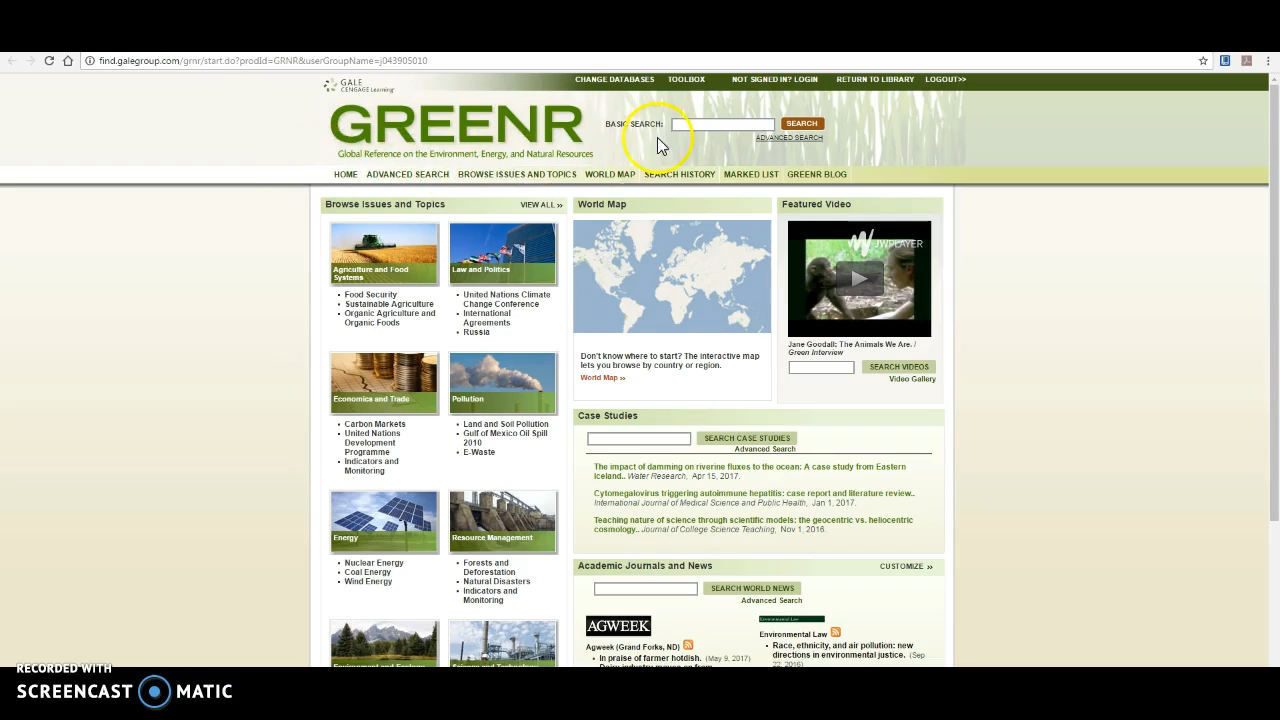 find.galegroup.com/grnr/start.do?prodId=GRNR&userGroupName=j043905010
GALE
CENGAGE Learning
CHANGE DATABASES TOOLBOX NOT SIGNED IN? LOGIN RETURN TO LIBRARY LOGOUT>>
GREENR
Global Reference on the Environment, Energy, and Natural Resources
BASIC SEARCH: SEARCH
ADVANCED SEARCH
HOME ADVANCED SEARCH BROWSE ISSUES AND TOPICS WORLD MAP SEARCH HISTORY MARKED LIST GREENR BLOG
Browse Issues and Topics VIEW ALL »
Agriculture and Food
Systems
• Food Security
• Sustainable Agriculture
• Organic Agriculture and
Organic Foods
Law and Politics
• United Nations Climate
Change Conference
• International
Agreements
• Russia
Economics and Trade
• Carbon Markets
• United Nations
Development
Programme
• Indicators and
Monitoring
Pollution
• Land and Soil Pollution
• Gulf of Mexico Oil Spill
2010
• E-Waste
Energy
• Nuclear Energy
• Coal Energy
• Wind Energy
Resource Management
• Forests and
Deforestation
• Natural Disasters
• Indicators and
Monitoring
World Map
Don't know where to start? The interactive map
lets you browse by country or region.
World Map »
Featured Video
JWPLAYER
Jane Goodall: The Animals We Are. /
Green Interview
SEARCH VIDEOS
Video Gallery
Case Studies
SEARCH CASE STUDIES
Advanced Search
The impact of damming on riverine fluxes to the ocean: A case study from Eastern
Iceland.. Water Research, Apr 15, 2017.
Cytomegalovirus triggering autoimmune hepatitis: case report and literature review..
International Journal of Medical Science and Public Health, Jan 1, 2017.
Teaching nature of science through scientific models: the geocentric vs. heliocentric
cosmology.. Journal of College Science Teaching, Nov 1, 2016.
Academic Journals and News CUSTOMIZE »
SEARCH WORLD NEWS
Advanced Search
AGWEEK
Agweek (Grand Forks, ND)
• In praise of farmer hotdish. (May 9, 2017)
Environmental Law
Environmental Law
• Race, ethnicity, and air pollution: new
directions in environmental justice. (Sep
RECORDED WITH
SCREENCAST MATIC